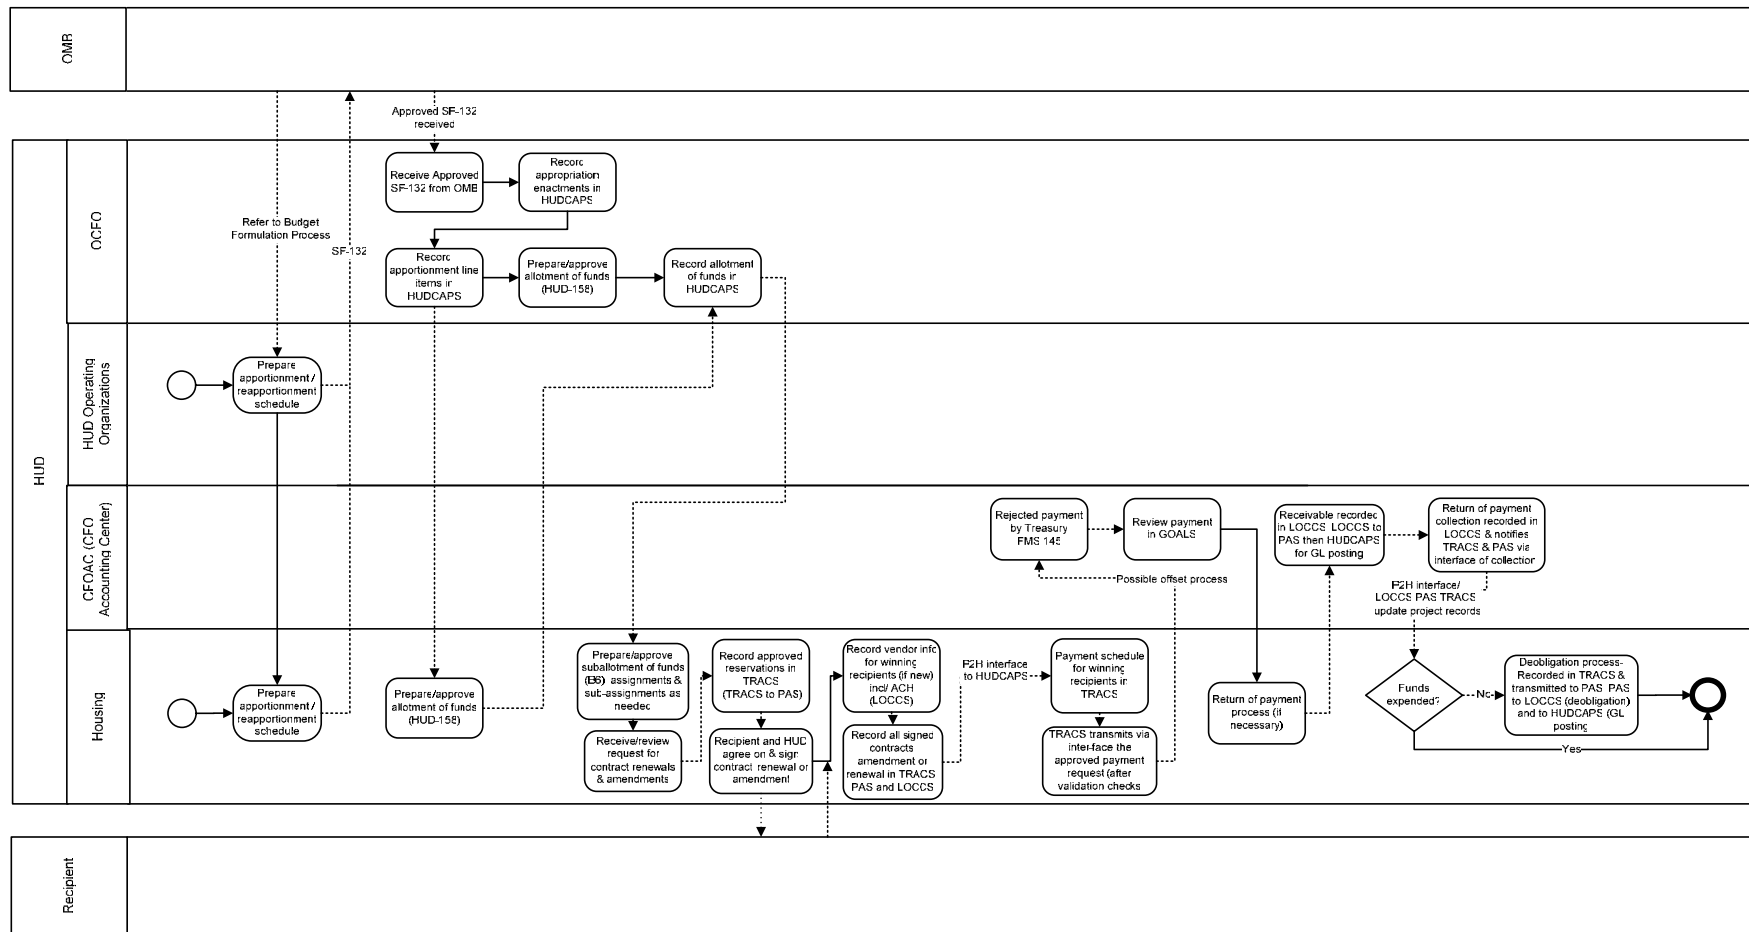 OMB
Approved SF-132
received
HUD
OCFO
Receive Approved
SF-132 from OMB
Record
appropriation
enactments in
HUDCAPS
Refer to Budget
Formulation Process
SF-132
Record
apportionment line
items in
HUDCAPS
Prepare/approve
allotment of funds
(HUD-158)
Record allotment
of funds in
HUDCAPS
HUD Operating
Organizations
Prepare
apportionment /
reapportionment
schedule
CFOAC (CFO
Accounting Center)
Rejected payment
by Treasury
FMS 145
Review payment
in GOALS
Possible offset process
Receivable recorded
in LOCCS LOCCS to
PAS then HUDCAPS
for GL posting
Return of payment
collection recorded in
LOCCS & notifies
TRACS & PAS via
interface of collection
P2H interface/
LOCCS PAS TRACS
update project records
Housing
Prepare
apportionment /
reapportionment
schedule
Prepare/approve
allotment of funds
(HUD-158)
Prepare/approve
suballotment of funds
assignments &
sub-assignments as
needed
Receive/review
request for
contract renewals
& amendments
Record approved
reservations in
TRACS
(TRACS to PAS)
Recipient and HUD
agree on & sign
contract renewal or
amendment
Record vendor info
for winning
recipients (if new)
incl/ ACH
(LOCCS)
Record all signed
contracts
amendment or
renewal in TRACS
PAS and LOCCS
P2H interface
to HUDCAPS
Payment schedule
for winning
recipients in
TRACS
TRACS transmits via
inter-face the
approved payment
request (after
validation checks
Return of payment
process (if
necessary)
Funds
expended?
No
Yes
Deobligation process-
Recorded in TRACS &
transmitted to PAS PAS
to LOCCS (deobligation)
and to HUDCAPS (GL
posting
Recipient